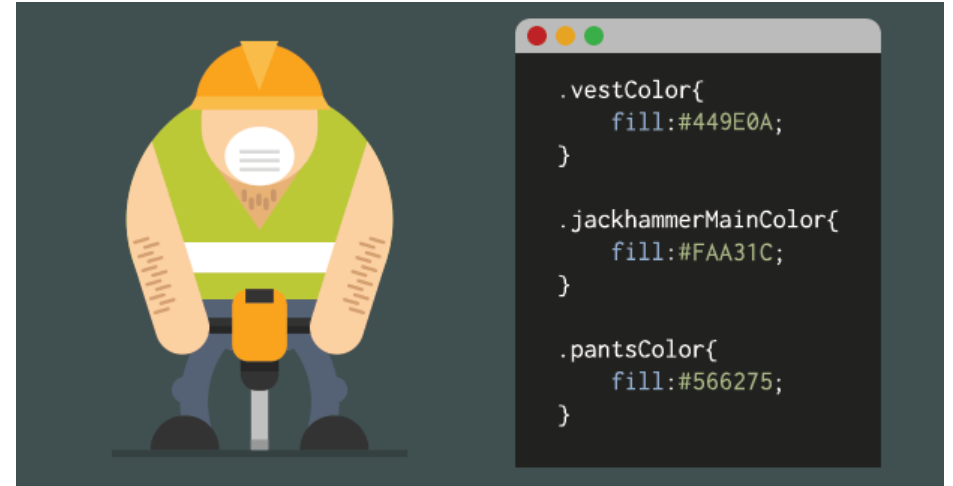 .vestColor{
fill:#449E0A;
}
.jackhammerMainColor{
fill:#FAA31C;
}
.pantsColor{
fill:#566275;
}